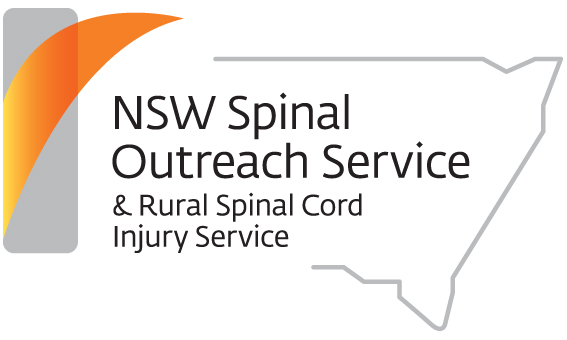 NSW Spinal
Outreach Service
& Rural Spinal Cord
Injury Service